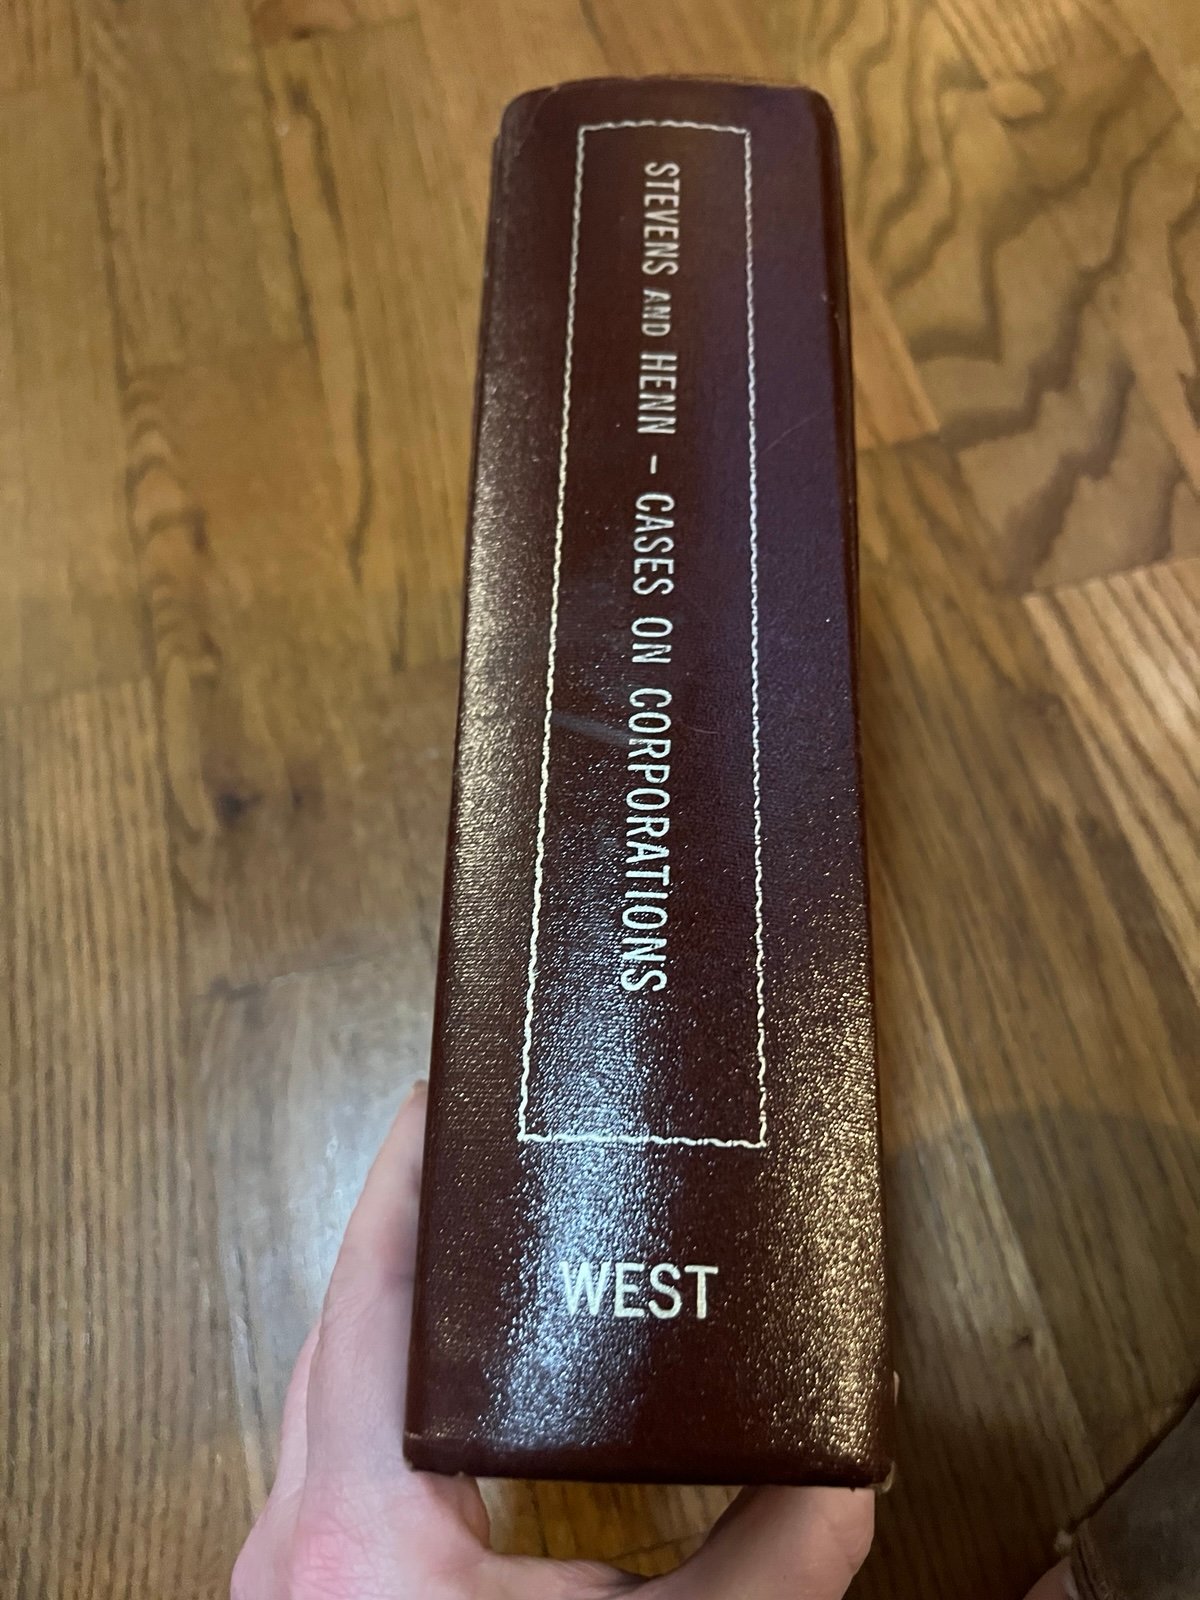 STEVENS AND HENN - CASES ON CORPORATIONS
WEST